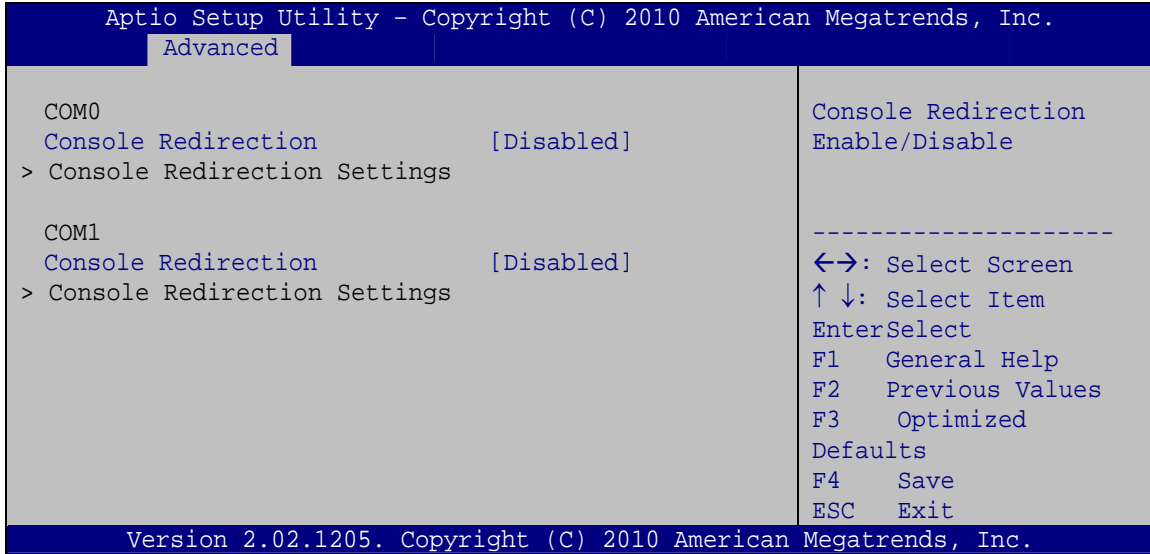 Aptio Setup Utility – Copyright (C) 2010 American Megatrends, Inc.
Advanced
COM0
Console Redirection [Disabled]
> Console Redirection Settings
COM1
Console Redirection [Disabled]
> Console Redirection Settings
Console Redirection
Enable/Disable
---------------------
←→: Select Screen
↑ ↓: Select Item
EnterSelect
F1 General Help
F2 Previous Values
F3 Optimized
Defaults
F4 Save
ESC Exit
Version 2.02.1205. Copyright (C) 2010 American Megatrends, Inc.